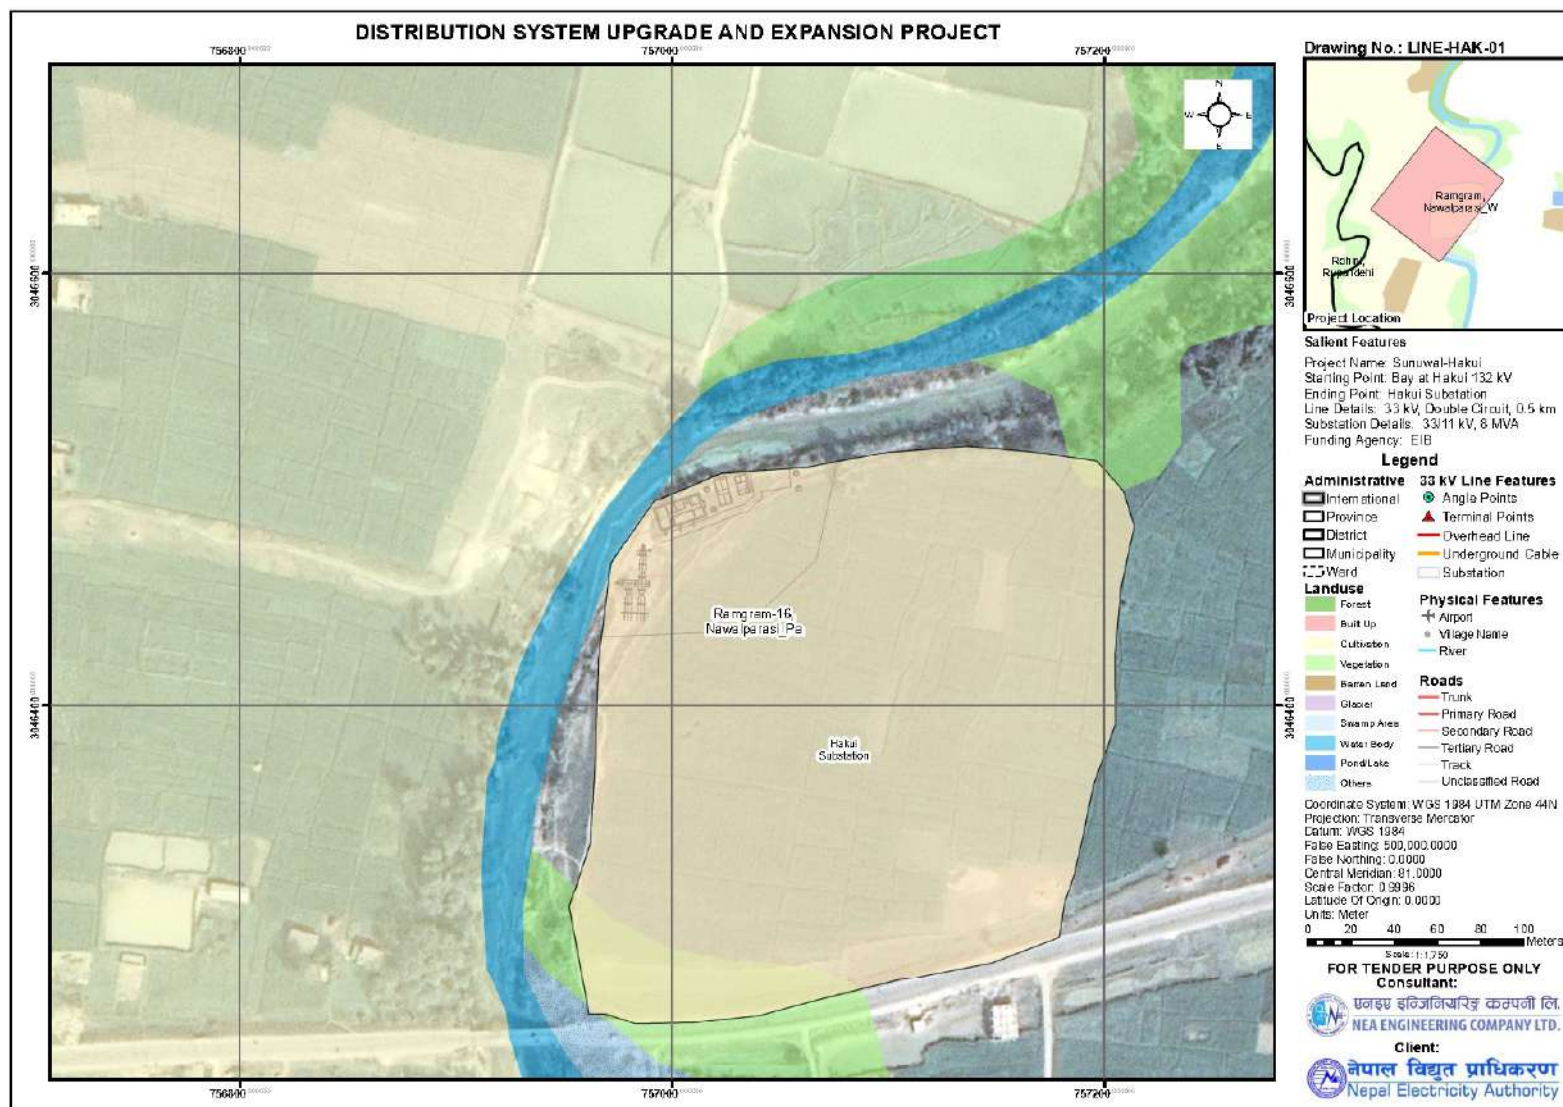 DISTRIBUTION SYSTEM UPGRADE AND EXPANSION PROJECT
756800
757000
757200
3046600
3046600
3046400
3046400
756800
757000
757200
N
W
E
E
Ramgram-16,
Nawalparasi_Pa
Hakui
Substation
Drawing No.: LINE-HAK-01
Ramgram,
Nawalparasi_W
Rohini,
Rupandehi
Project Location
Salient Features
Project Name: Sunuwal-Hakui
Starting Point: Bay at Hakui 132 kV
Ending Point: Hakui Substation
Line Details: 33 kV, Double Circuit, 0.5 km
Substation Details: 33/11 kV, 8 MVA
Funding Agency: EIB
Legend
Administrative
International
Province
District
Municipality
Ward
33 kV Line Features
Angle Points
Terminal Points
Overhead Line
Underground Cable
Substation
Landuse
Forest
Built Up
Cultivation
Vegetation
Barren Land
Glacier
Swamp Area
Water Body
Pond/Lake
Others
Physical Features
Airport
Village Name
River
Roads
Trunk
Primary Road
Secondary Road
Tertiary Road
Track
Unclassified Road
Coordinate System: WGS 1984 UTM Zone 44N
Projection: Transverse Mercator
Datum: WGS 1984
False Easting: 500,000.0000
False Northing: 0.0000
Central Meridian: 81.0000
Scale Factor: 0.9996
Latitude Of Origin: 0.0000
Units: Meter
0 20 40 60 80 100
Meters
Scale: 1:1,750
FOR TENDER PURPOSE ONLY
Consultant:
एनइए इन्जिनियरिङ्ग कम्पनी लि.
NEA ENGINEERING COMPANY LTD.
Client:
नेपाल विद्युत प्राधिकरण
Nepal Electricity Authority